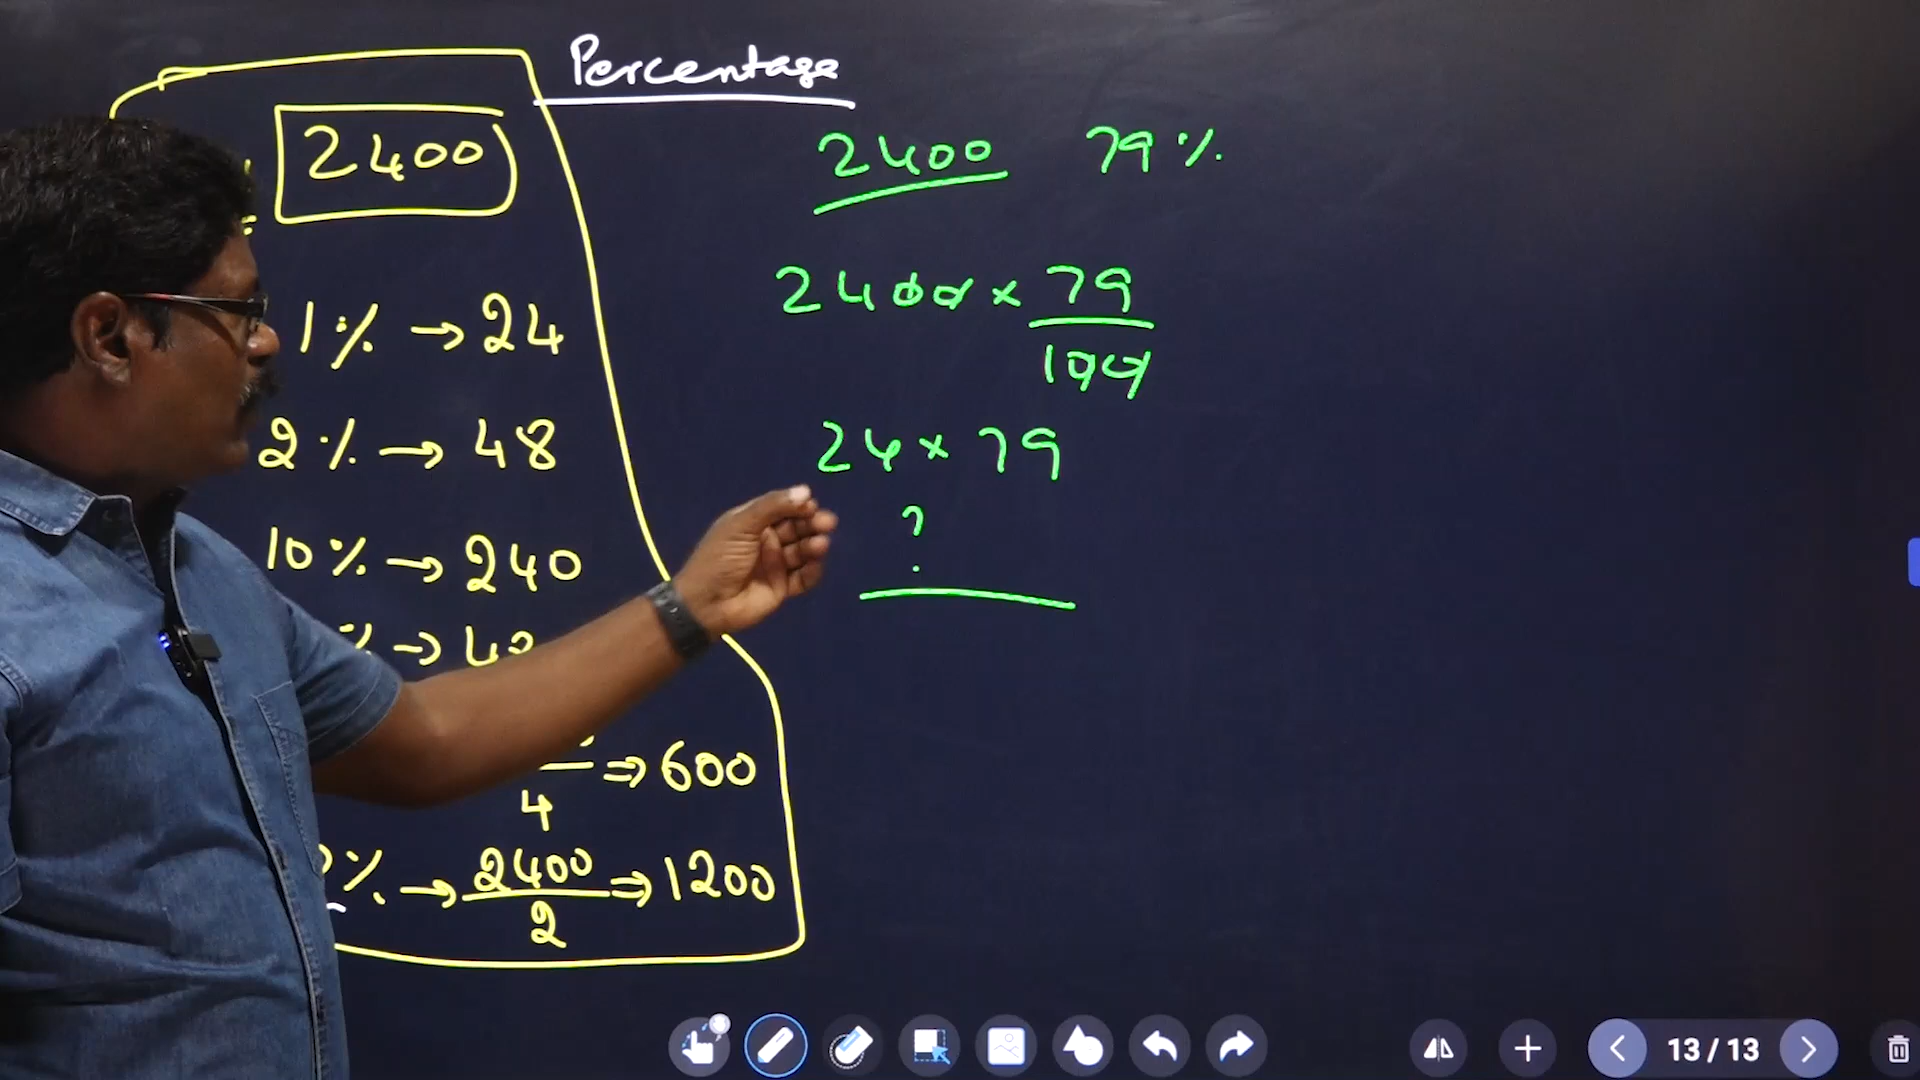 Percentage
2400
1% → 24
2% → 48
10% → 240
% →
4 ⇒ 600
% → 2400/2 ⇒ 1200
2400 79%
2400 × 79/100
24 × 79
?
13 / 13